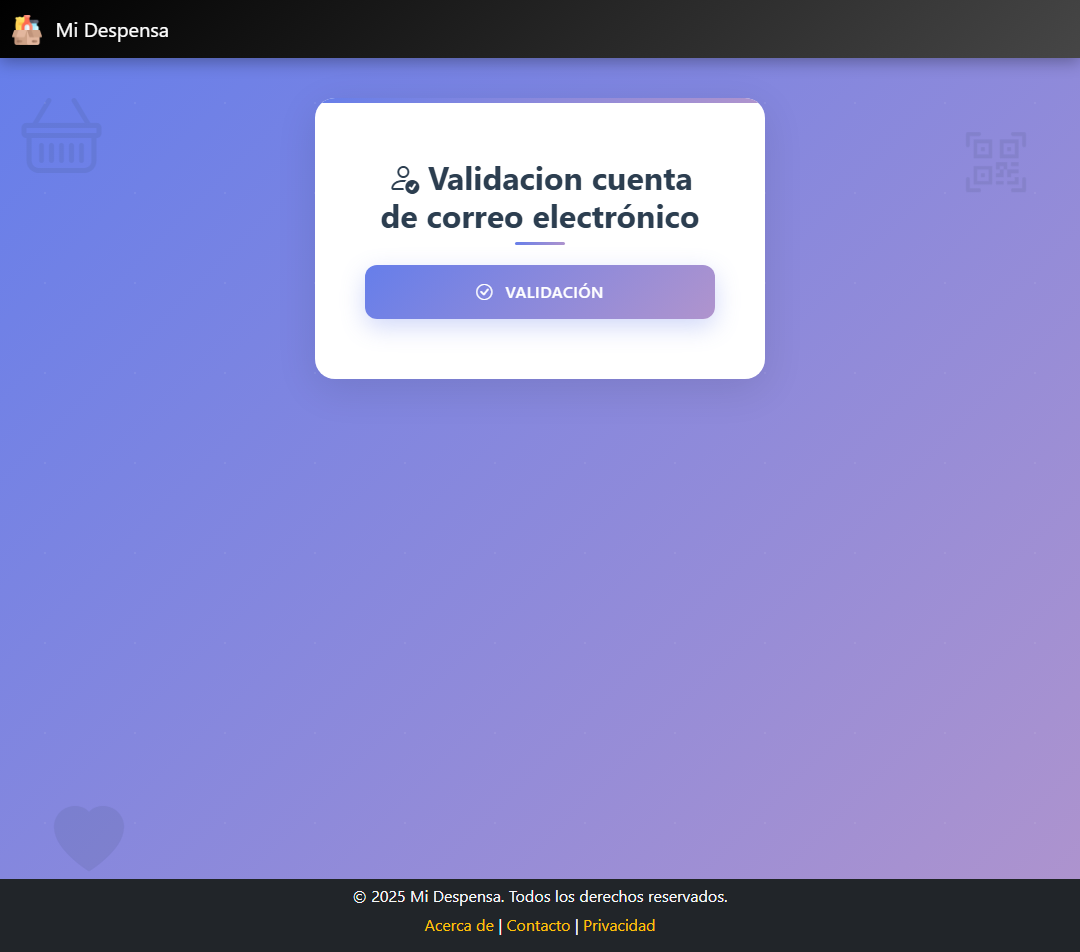 Mi Despensa
Validacion cuenta
de correo electrónico
VALIDACIÓN
© 2025 Mi Despensa. Todos los derechos reservados.
Acerca de | Contacto | Privacidad